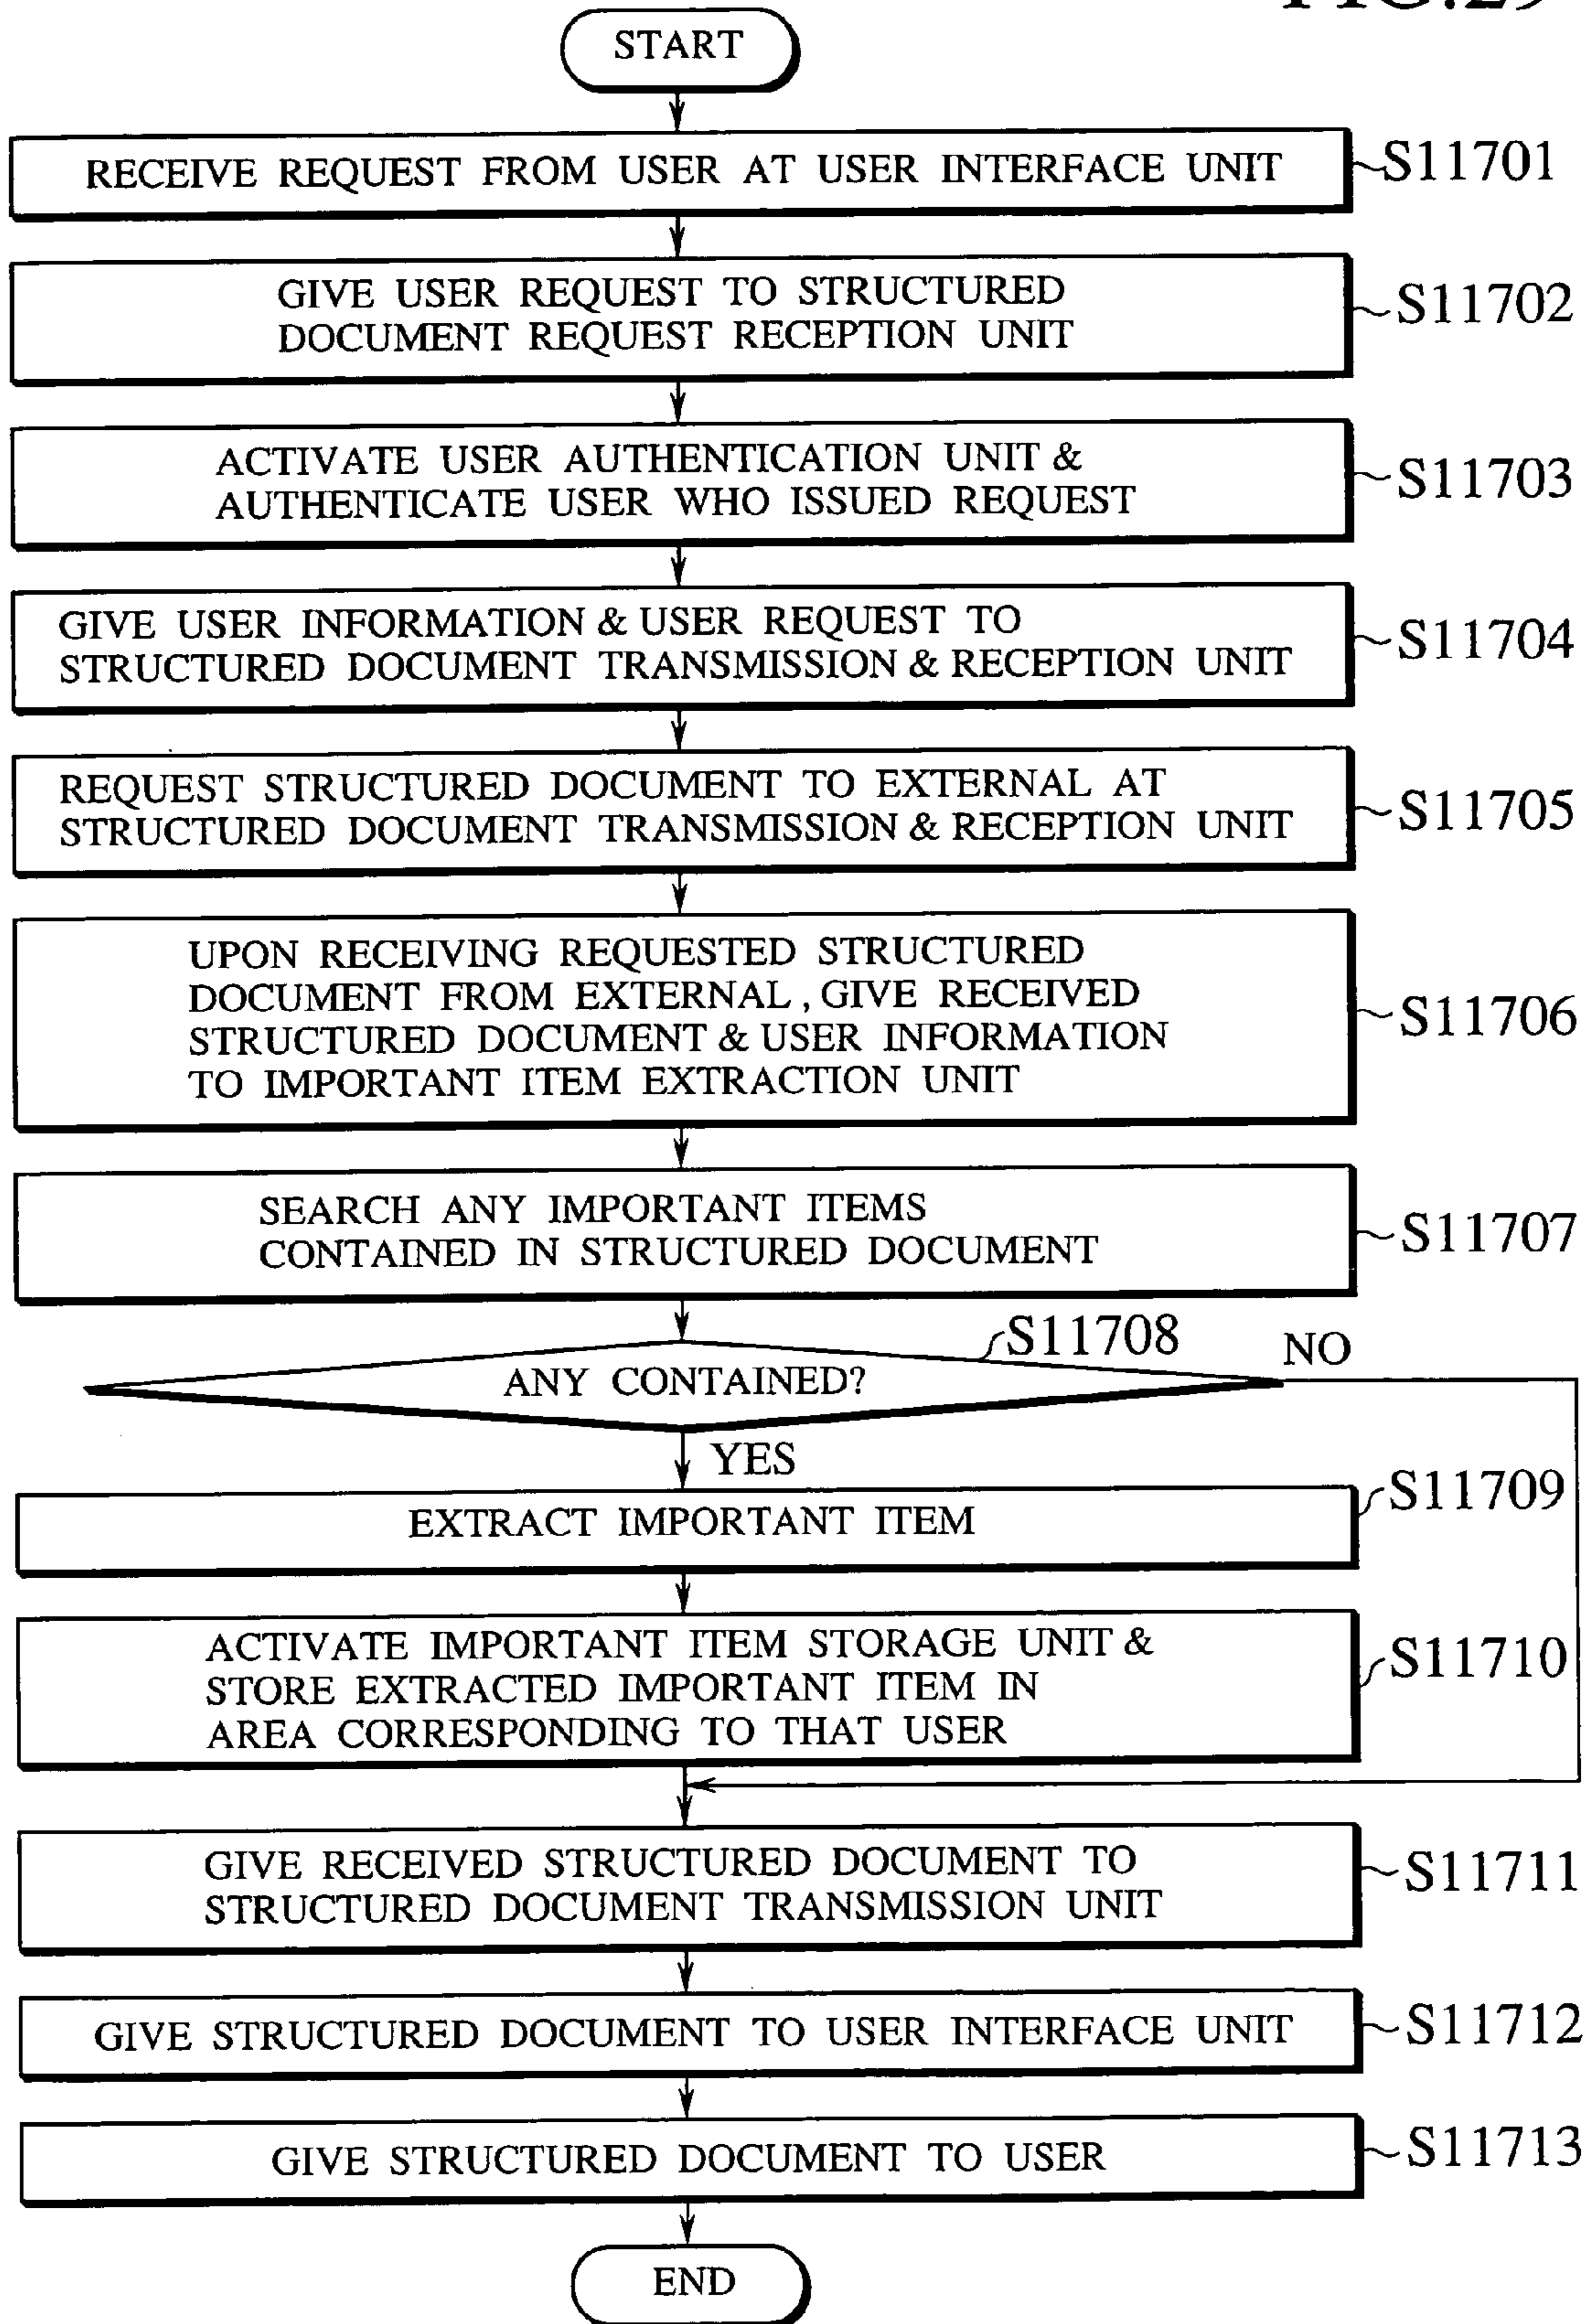 FIG.29
START
RECEIVE REQUEST FROM USER AT USER INTERFACE UNIT
S11701
GIVE USER REQUEST TO STRUCTURED
DOCUMENT REQUEST RECEPTION UNIT
S11702
ACTIVATE USER AUTHENTICATION UNIT &
AUTHENTICATE USER WHO ISSUED REQUEST
S11703
GIVE USER INFORMATION & USER REQUEST TO
STRUCTURED DOCUMENT TRANSMISSION & RECEPTION UNIT
S11704
REQUEST STRUCTURED DOCUMENT TO EXTERNAL AT
STRUCTURED DOCUMENT TRANSMISSION & RECEPTION UNIT
S11705
UPON RECEIVING REQUESTED STRUCTURED
DOCUMENT FROM EXTERNAL, GIVE RECEIVED
STRUCTURED DOCUMENT & USER INFORMATION
TO IMPORTANT ITEM EXTRACTION UNIT
S11706
SEARCH ANY IMPORTANT ITEMS
CONTAINED IN STRUCTURED DOCUMENT
S11707
S11708
NO
ANY CONTAINED?
YES
EXTRACT IMPORTANT ITEM
S11709
ACTIVATE IMPORTANT ITEM STORAGE UNIT &
STORE EXTRACTED IMPORTANT ITEM IN
AREA CORRESPONDING TO THAT USER
S11710
GIVE RECEIVED STRUCTURED DOCUMENT TO
STRUCTURED DOCUMENT TRANSMISSION UNIT
S11711
GIVE STRUCTURED DOCUMENT TO USER INTERFACE UNIT
S11712
GIVE STRUCTURED DOCUMENT TO USER
S11713
END